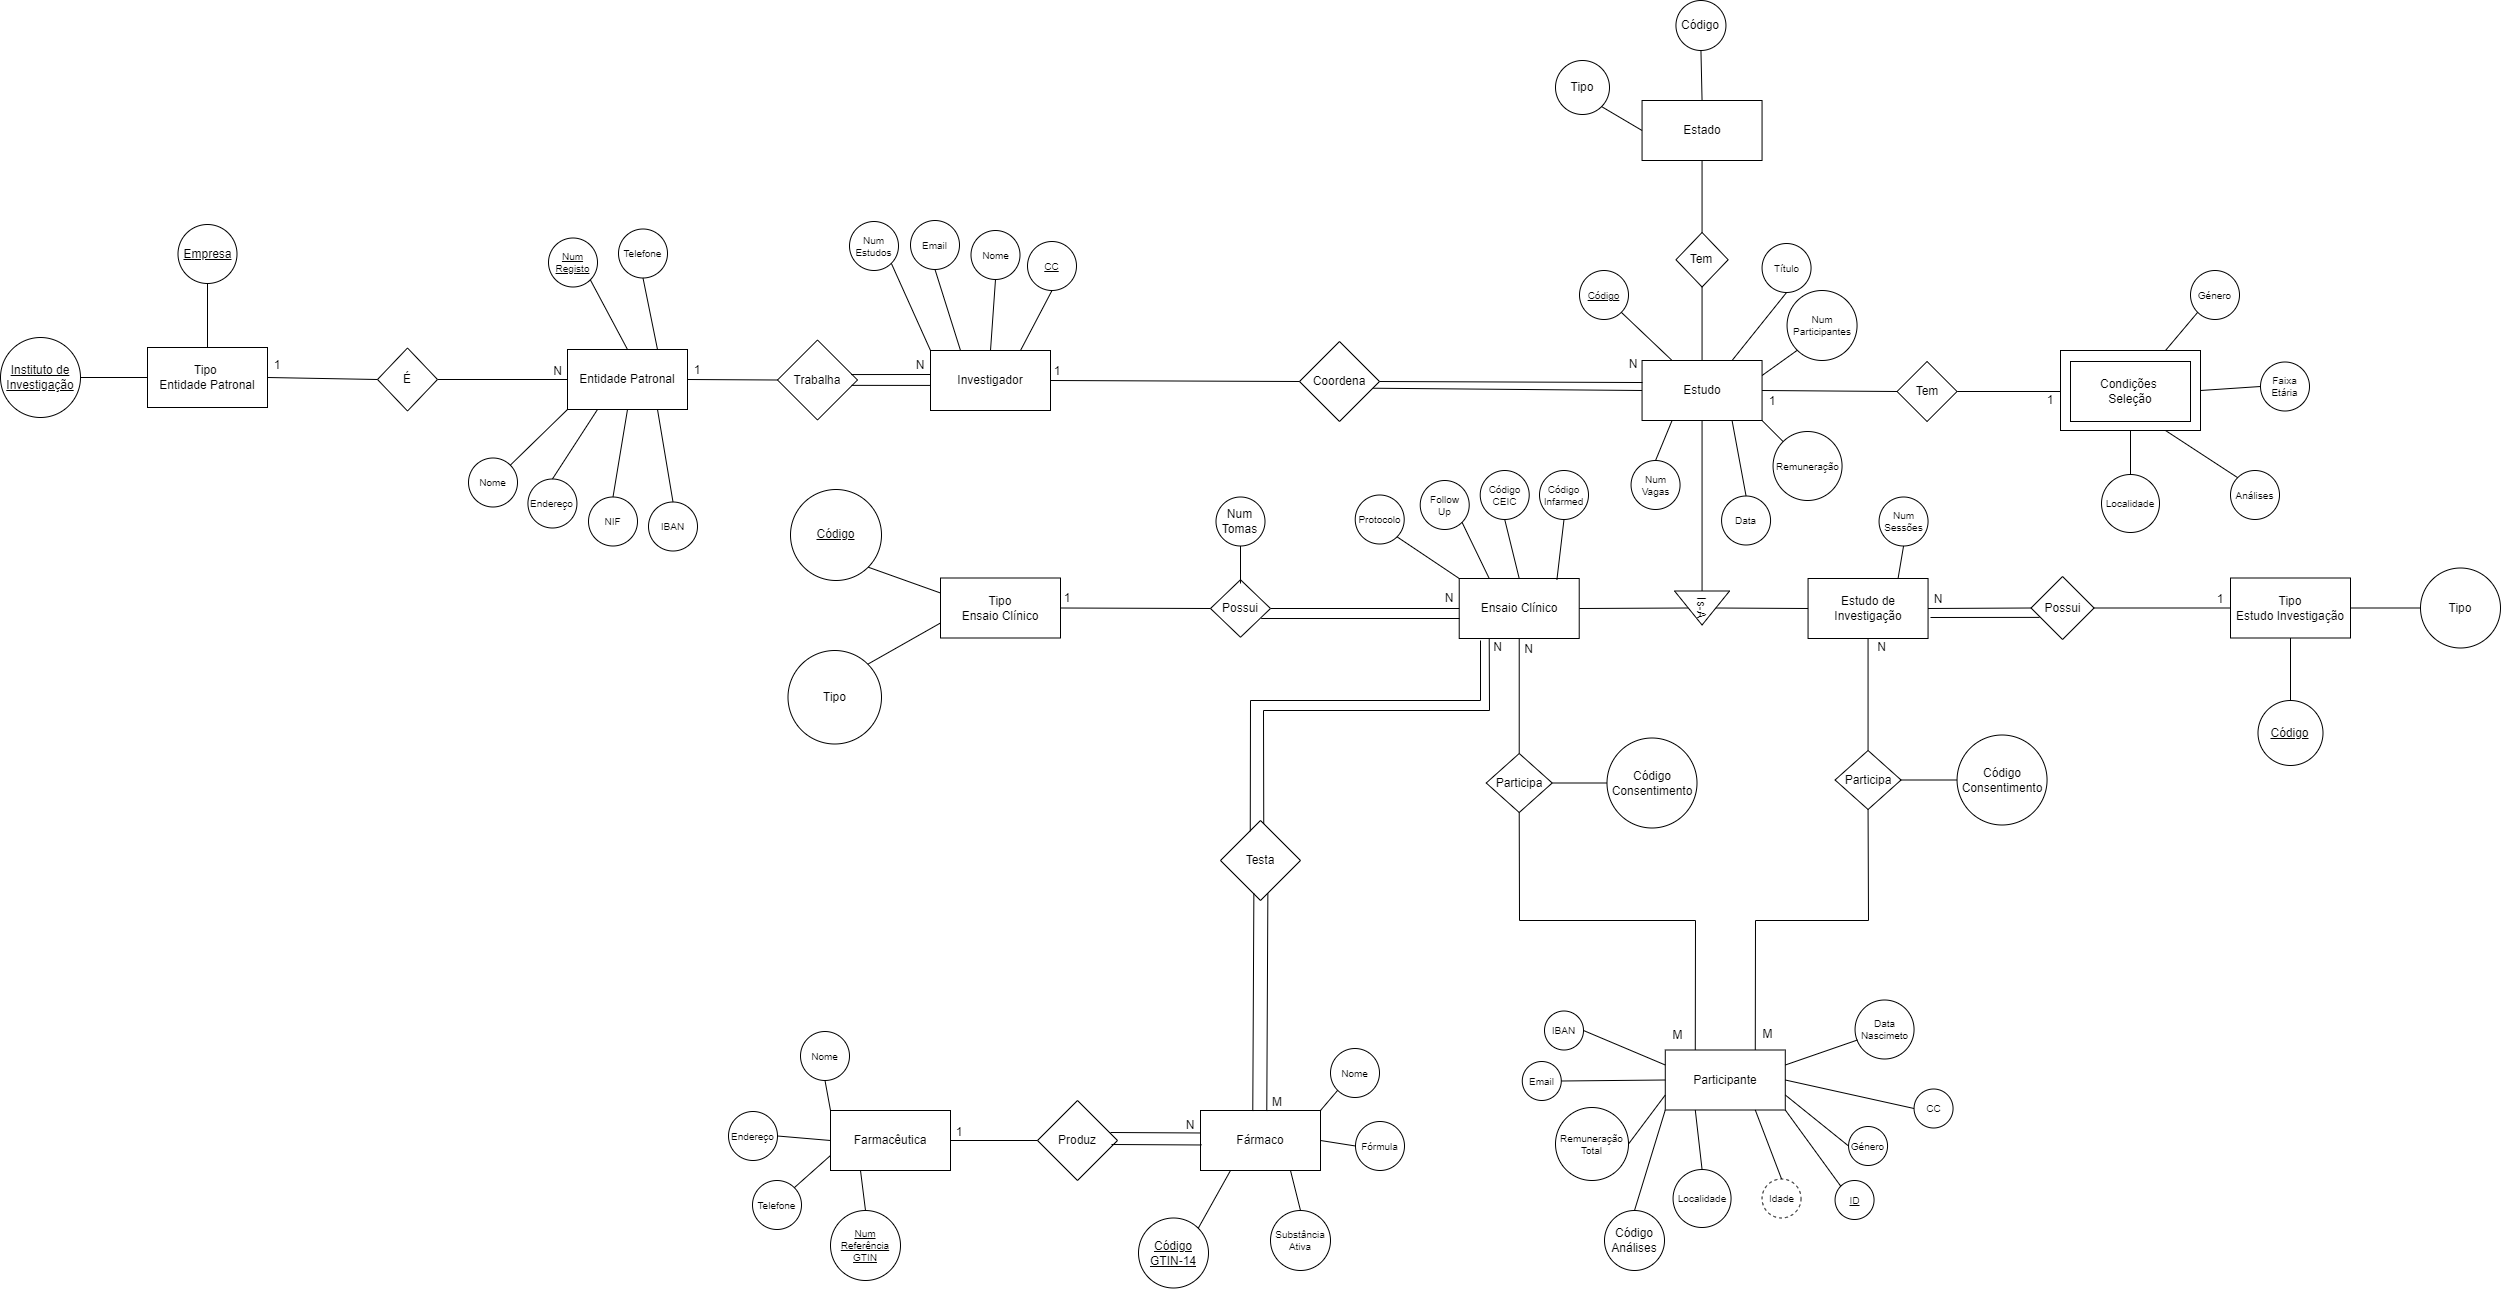 Código
Tipo
Estado
Tem
Empresa
Instituto de
Investigação
Tipo
Entidade Patronal
1
É
N
Num
Registo
Telefone
Entidade Patronal
1
Nome
Endereço
NIF
IBAN
Trabalha
N
Num
Estudos
Email
Nome
CC
Investigador
1
Coordena
N
Código
Título
Num
Participantes
Estudo
1
Num
Vagas
Data
Remuneração
Tem
1
Condições
Seleção
Género
Faixa
Etária
Localidade
Análises
Código
Tipo
Tipo
Ensaio Clínico
1
Num
Tomas
Possui
N
Protocolo
Follow
Up
Código
CEIC
Código
Infarmed
Ensaio Clínico
N
N
Is-A
Num
Sessões
Estudo de
Investigação
N
N
Possui
1
Tipo
Estudo Investigação
Tipo
Código
Participa
Código
Consentimento
Participa
Código
Consentimento
Testa
M
Nome
Endereço
Telefone
Num
Referência
GTIN
Farmacêutica
1
Produz
N
Fármaco
Nome
Fórmula
Código
GTIN-14
Substância
Ativa
M
M
Participante
IBAN
Email
Remuneração
Total
Código
Análises
Localidade
Idade
ID
Género
CC
Data
Nascimeto